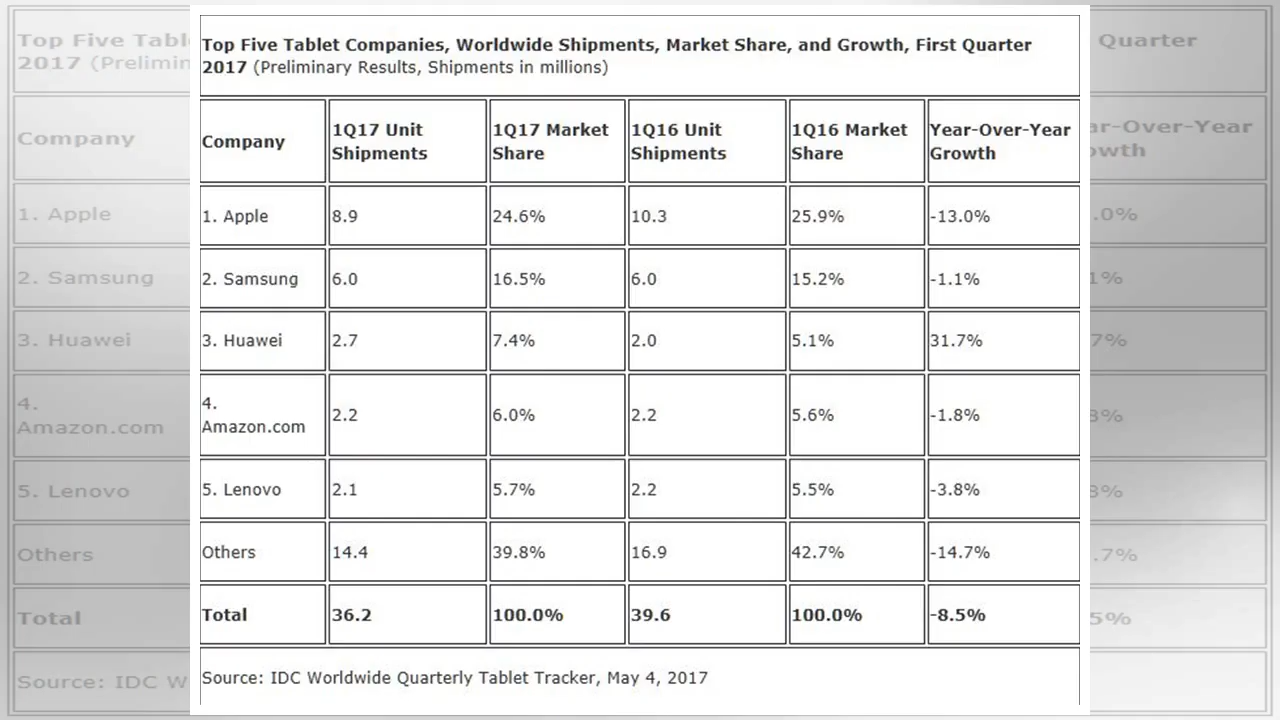 Top Five Tablet Companies, Worldwide Shipments, Market Share, and Growth, First Quarter
2017 (Preliminary Results, Shipments in millions)
Company 1Q17 Unit Shipments 1Q17 Market Share 1Q16 Unit Shipments 1Q16 Market Share Year-Over-Year Growth
1. Apple 8.9 24.6% 10.3 25.9% -13.0%
2. Samsung 6.0 16.5% 6.0 15.2% -1.1%
3. Huawei 2.7 7.4% 2.0 5.1% 31.7%
4. Amazon.com 2.2 6.0% 2.2 5.6% -1.8%
5. Lenovo 2.1 5.7% 2.2 5.5% -3.8%
Others 14.4 39.8% 16.9 42.7% -14.7%
Total 36.2 100.0% 39.6 100.0% -8.5%
Source: IDC Worldwide Quarterly Tablet Tracker, May 4, 2017